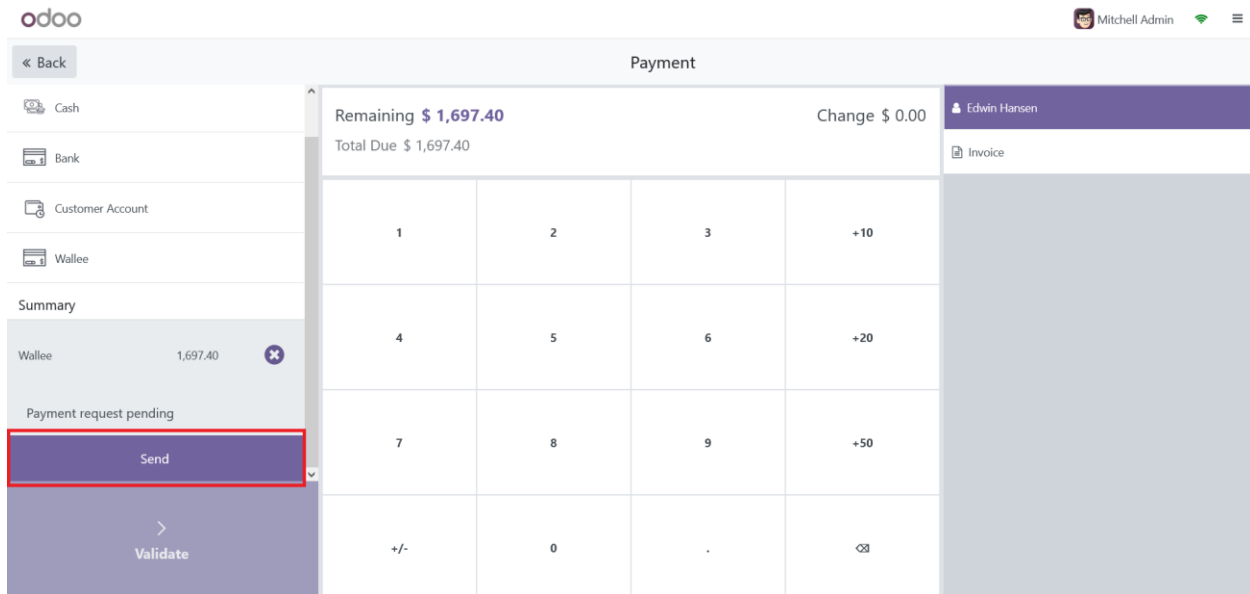 odoo
Mitchell Admin
« Back
Payment
Cash
Bank
Customer Account
Wallee
Summary
Wallee 1,697.40
Payment request pending
Send
Validate
Remaining $ 1,697.40 Change $ 0.00
Total Due $ 1,697.40
1 2 3 +10
4 5 6 +20
7 8 9 +50
+/- 0 .
Edwin Hansen
Invoice